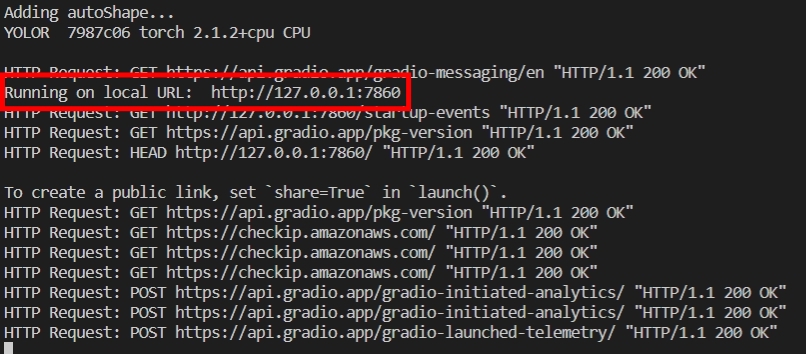 Adding autoShape...
YOLOR  7987c06 torch 2.1.2+cpu CPU
HTTP Request: GET https://api.gradio.app/gradio-messaging/en "HTTP/1.1 200 OK"
Running on local URL:  http://127.0.0.1:7860
HTTP Request: GET http://127.0.0.1:7860/startup-events "HTTP/1.1 200 OK"
HTTP Request: GET https://api.gradio.app/pkg-version "HTTP/1.1 200 OK"
HTTP Request: HEAD http://127.0.0.1:7860/ "HTTP/1.1 200 OK"
To create a public link, set `share=True` in `launch()`.
HTTP Request: GET https://api.gradio.app/pkg-version "HTTP/1.1 200 OK"
HTTP Request: GET https://checkip.amazonaws.com/ "HTTP/1.1 200 OK"
HTTP Request: GET https://checkip.amazonaws.com/ "HTTP/1.1 200 OK"
HTTP Request: GET https://checkip.amazonaws.com/ "HTTP/1.1 200 OK"
HTTP Request: POST https://api.gradio.app/gradio-initiated-analytics/ "HTTP/1.1 200 OK"
HTTP Request: POST https://api.gradio.app/gradio-initiated-analytics/ "HTTP/1.1 200 OK"
HTTP Request: POST https://api.gradio.app/gradio-launched-telemetry/ "HTTP/1.1 200 OK"